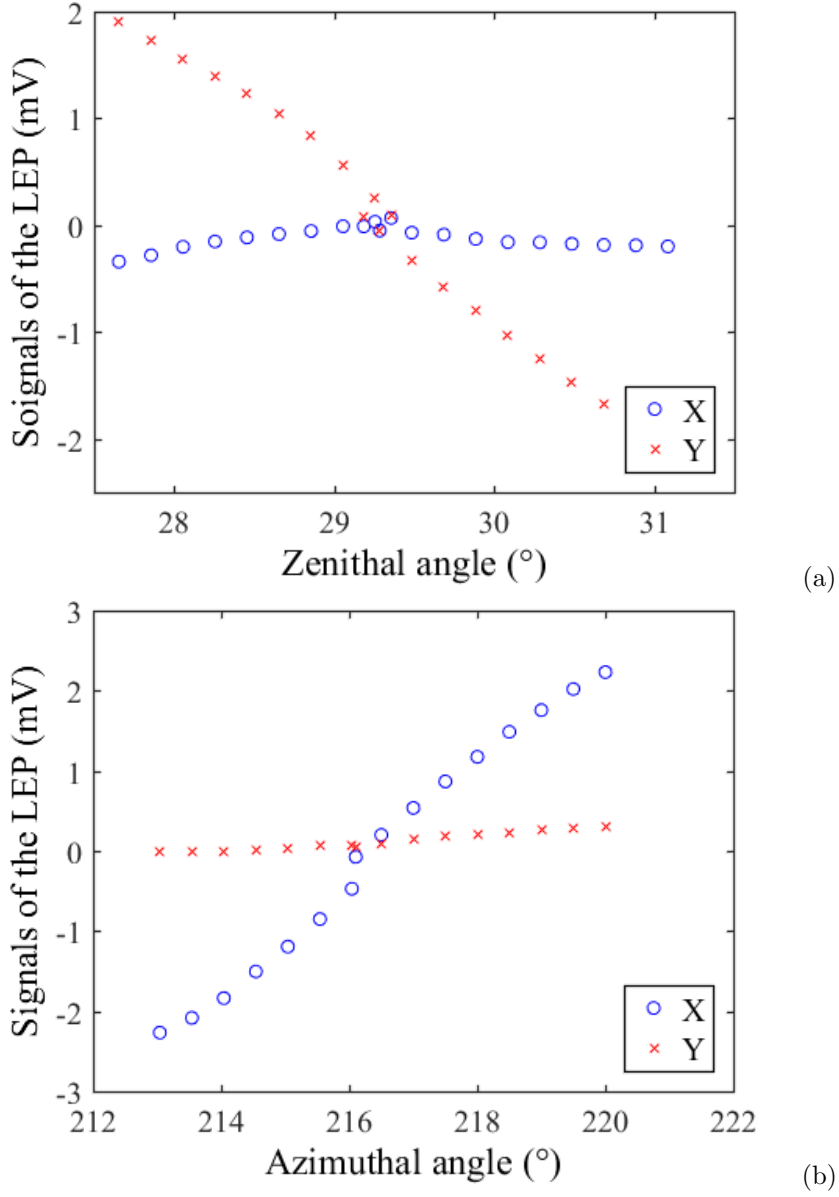 2
1
0
-1
-2
Soignals of the LEP (mV)
X
Y
28 29 30 31
Zenithal angle (°)
(a)
3
2
1
0
-1
-2
-3
Signals of the LEP (mV)
X
Y
212 214 216 218 220 222
Azimuthal angle (°)
(b)